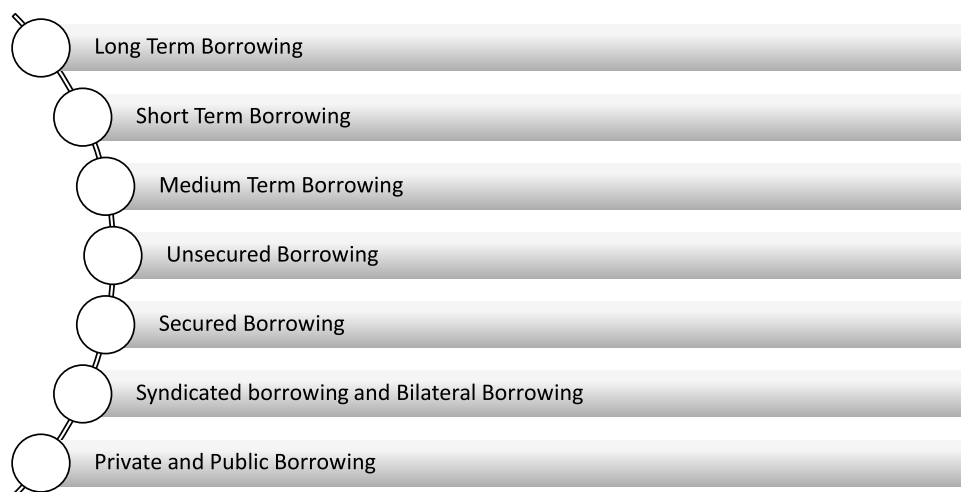 Long Term Borrowing
Short Term Borrowing
Medium Term Borrowing
Unsecured Borrowing
Secured Borrowing
Syndicated borrowing and Bilateral Borrowing
Private and Public Borrowing